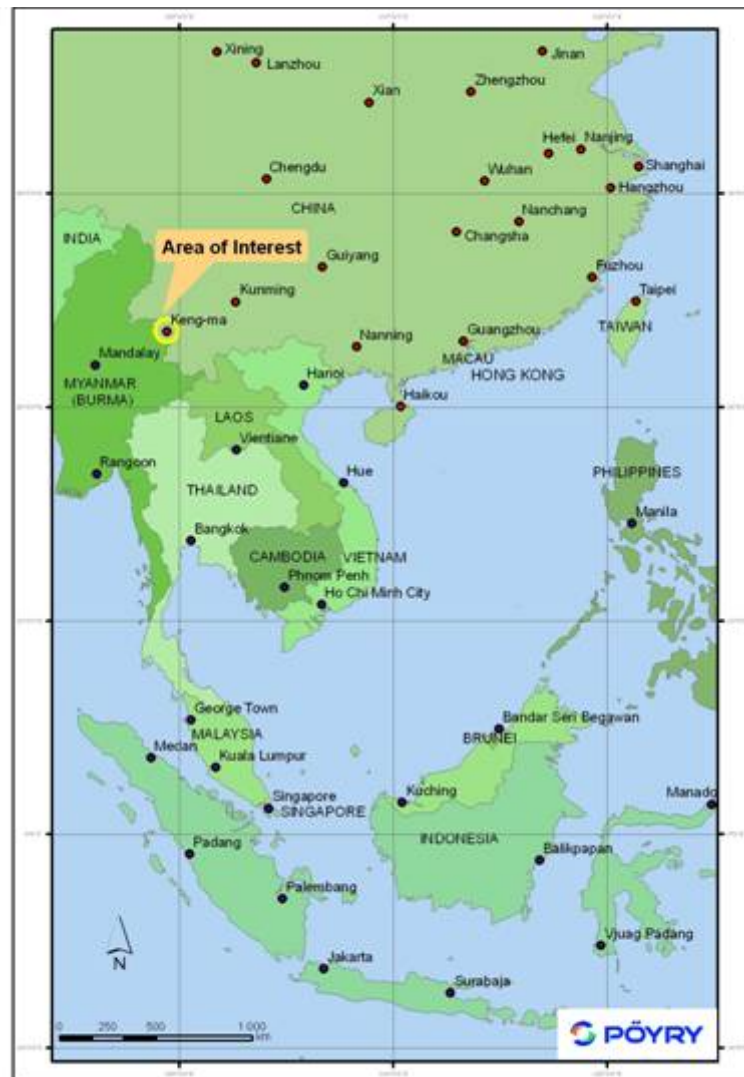 Xining
Jinan
Lanzhou
Zhengzhou
Xian
Hefei
Nanjing
Shanghai
Chengdu
Wuhan
Hangzhou
CHINA
Nanchang
INDIA
Area of Interest
Changsha
Guiyang
Fuzhou
Kunming
Taipei
Keng-ma
TAIWAN
Nanning
Guangzhou
Mandalay
MACAU
HONG KONG
MYANMAR
(BURMA)
Hanoi
Haikou
LAOS
Vientiane
Rangoon
Hue
PHILIPPINES
THAILAND
Manila
Bangkok
CAMBODIA
VIETNAM
Phnom Penh
Ho Chi Minh City
George Town
Bandar Seri Begawan
MALAYSIA
BRUNEI
Medan
Kuala Lumpur
Singapore
SINGAPORE
Kuching
Manado
INDONESIA
Padang
Balikpapan
Palembang
Vjuag Padang
N
Jakarta
Surabaja
0 250 500 1 000
km
PÖYRY